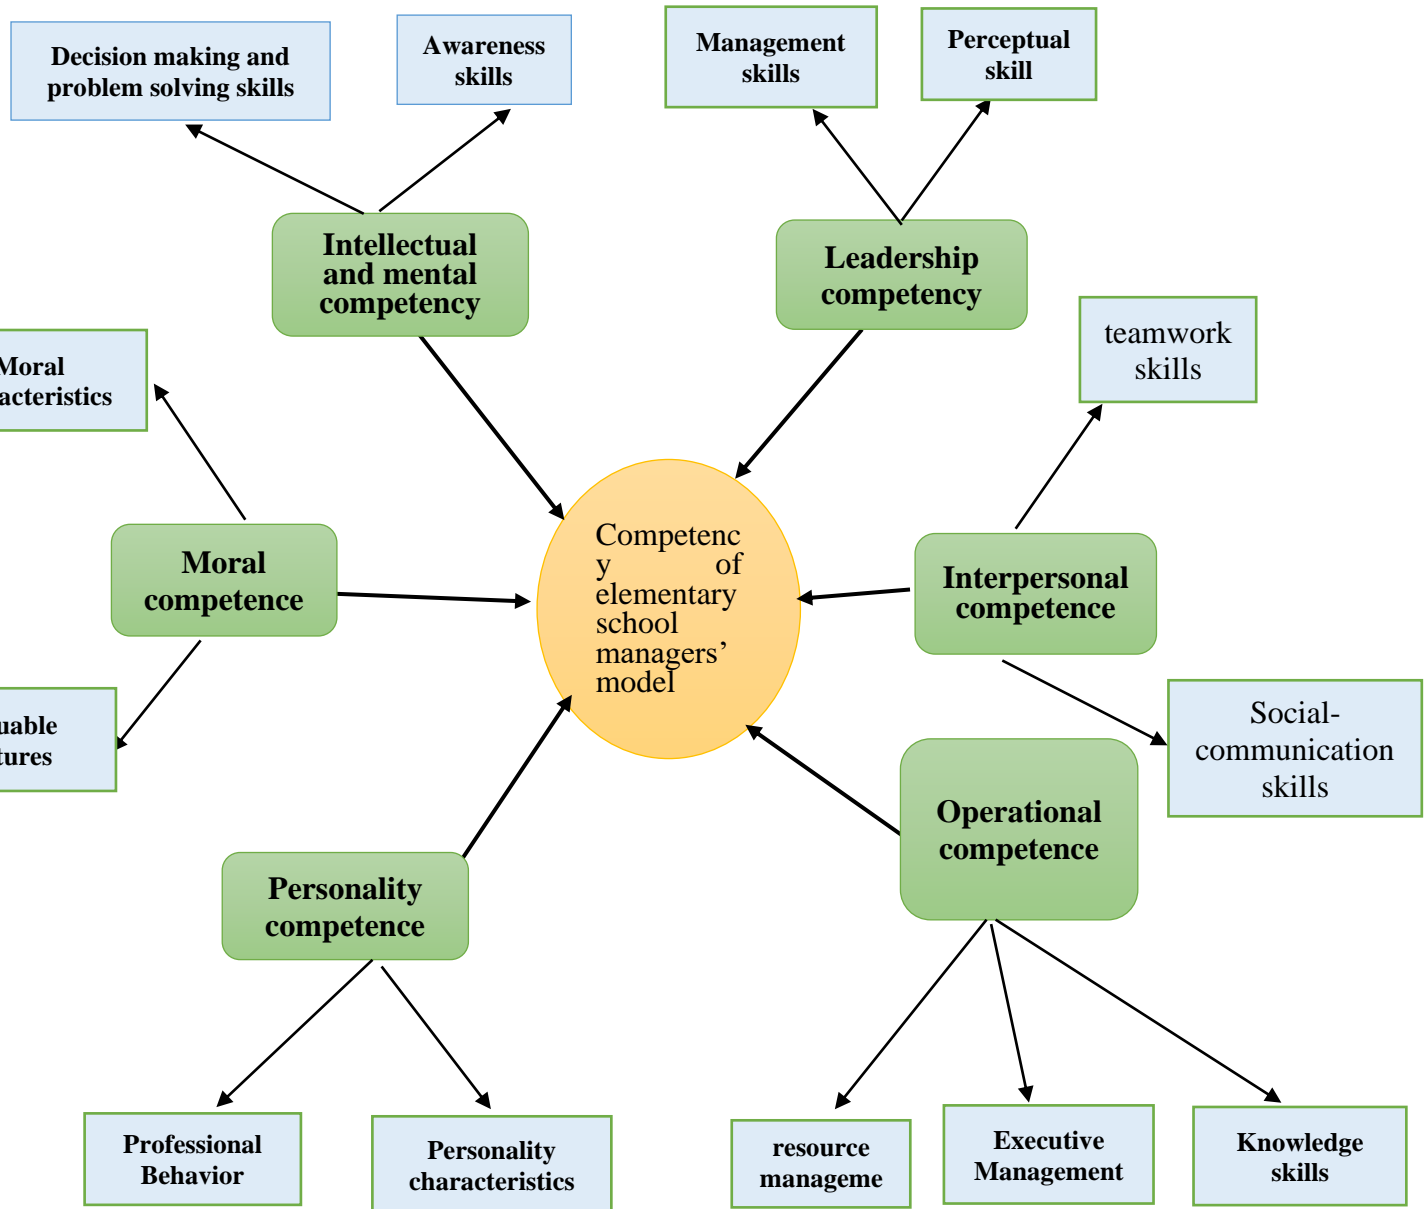 Decision making and
problem solving skills
Awareness
skills
Management
skills
Perceptual
skill
Intellectual
and mental
competency
Leadership
competency
teamwork
skills
Moral
acteristics
Competenc
y of
elementary
school
managers’
model
Moral
competence
Interpersonal
competence
uable
tures
Social-
communication
skills
Operational
competence
Personality
competence
Professional
Behavior
Personality
characteristics
resource
manageme
Executive
Management
Knowledge
skills